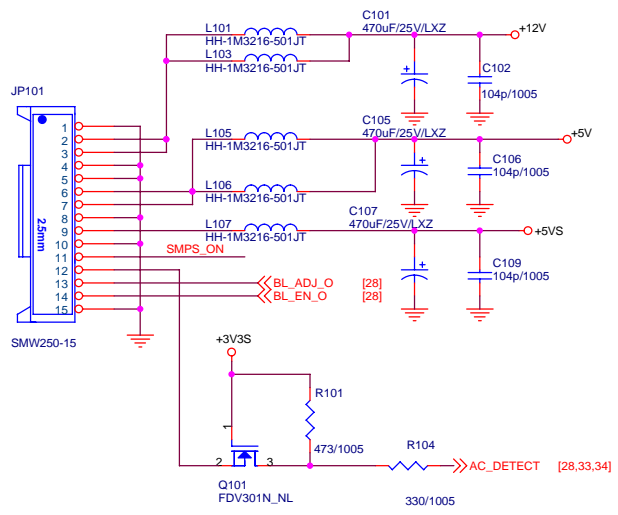 L101
HH-1M3216-501JT
L103
HH-1M3216-501JT
C101
470uF/25V/LXZ
+12V
+
C102
104p/1005
JP101
1
2
3
4
5
6
7
8
9
10
11
12
13
14
15
2.5mm
SMW250-15
L105
HH-1M3216-501JT
L106
HH-1M3216-501JT
C105
470uF/25V/LXZ
+5V
+
C106
104p/1005
L107
HH-1M3216-501JT
C107
470uF/25V/LXZ
+5VS
+
C109
104p/1005
SMPS_ON
BL_ADJ_O [28]
BL_EN_O [28]
+3V3S
1
2
3
Q101
FDV301N_NL
R101
473/1005
R104
330/1005
AC_DETECT [28,33,34]